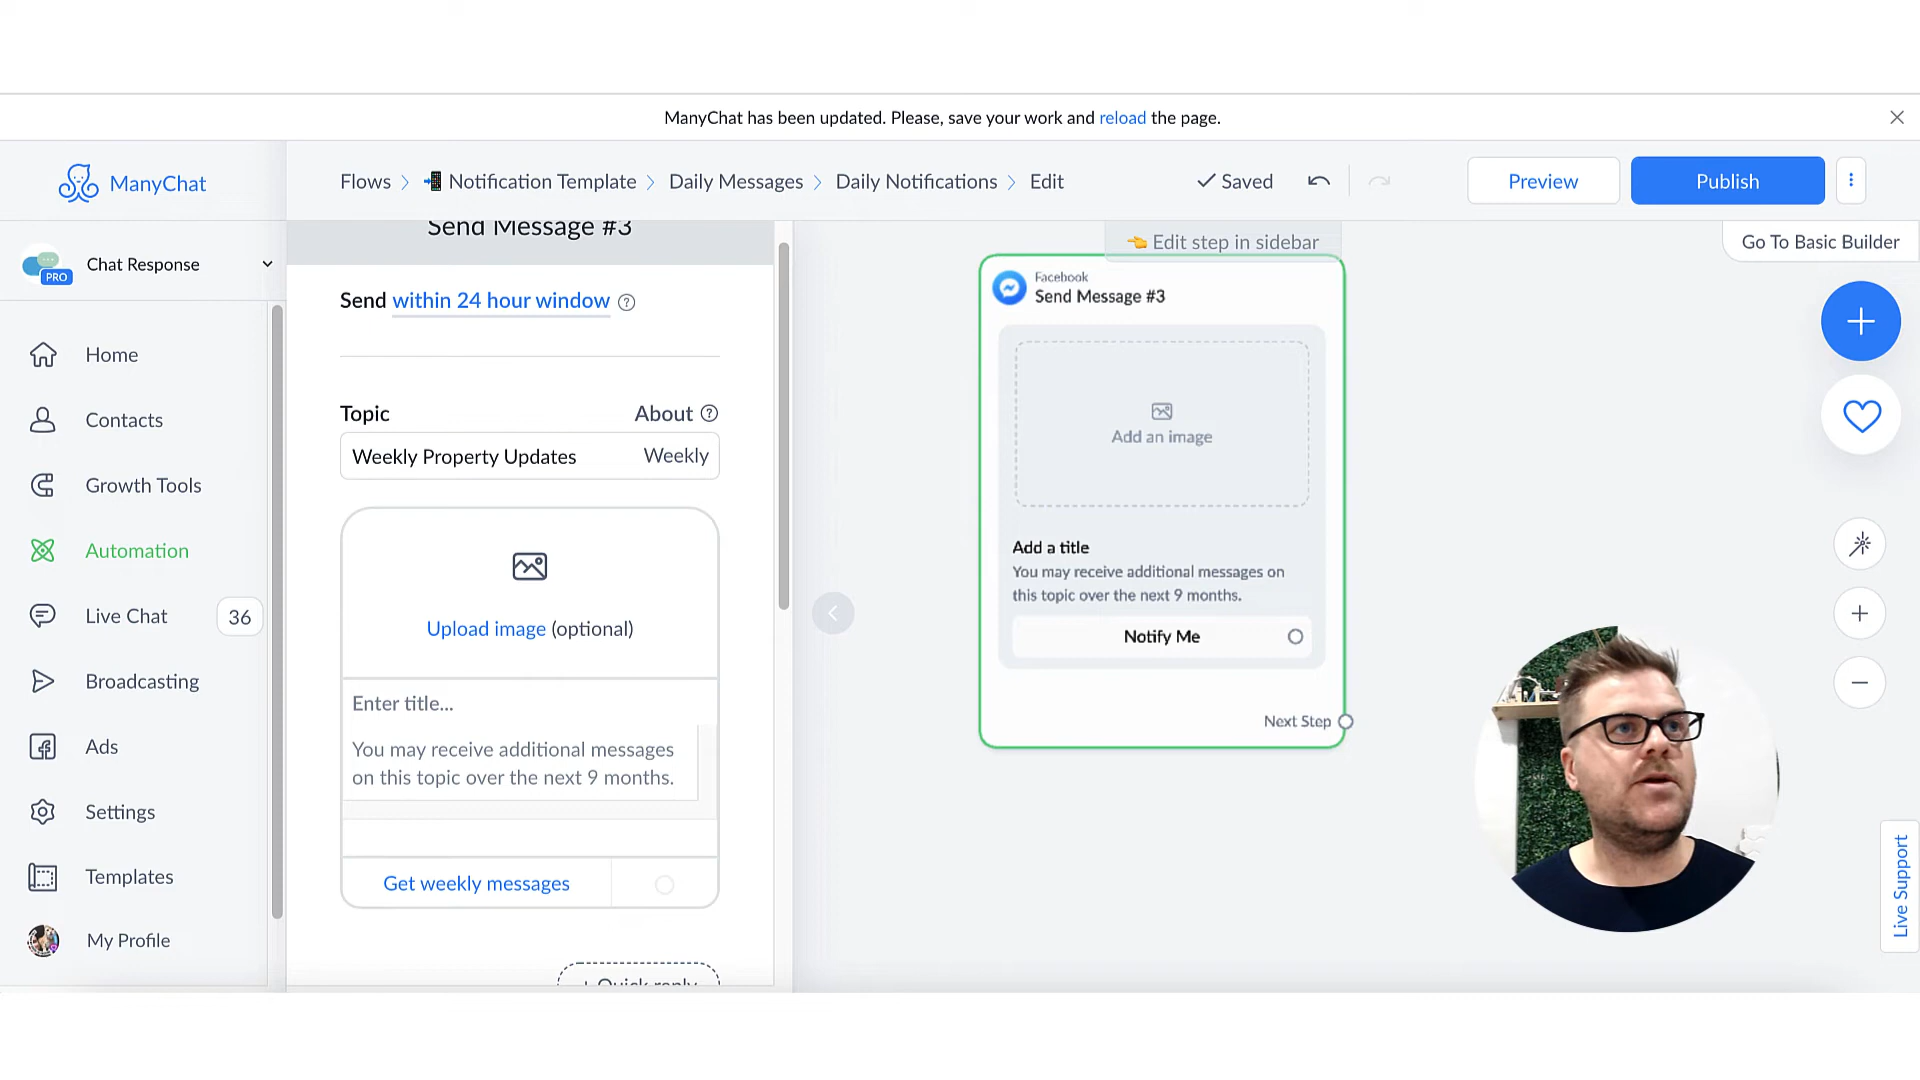 ManyChat has been updated. Please, save your work and reload the page.
ManyChat
Flows
Notification Template
Daily Messages
Daily Notifications
Edit
Saved
Preview
Publish
Chat Response
PRO
Home
Contacts
Growth Tools
Automation
Live Chat
36
Broadcasting
Ads
Settings
Templates
My Profile
Send Message #3
Send within 24 hour window ?
Topic
About ?
Weekly Property Updates
Weekly
Upload image (optional)
Enter title...
You may receive additional messages
on this topic over the next 9 months.
Get weekly messages
+ Quick reply
Edit step in sidebar
Facebook
Send Message #3
Add an image
Add a title
You may receive additional messages on
this topic over the next 9 months.
Notify Me
Next Step
Go To Basic Builder
Live Support